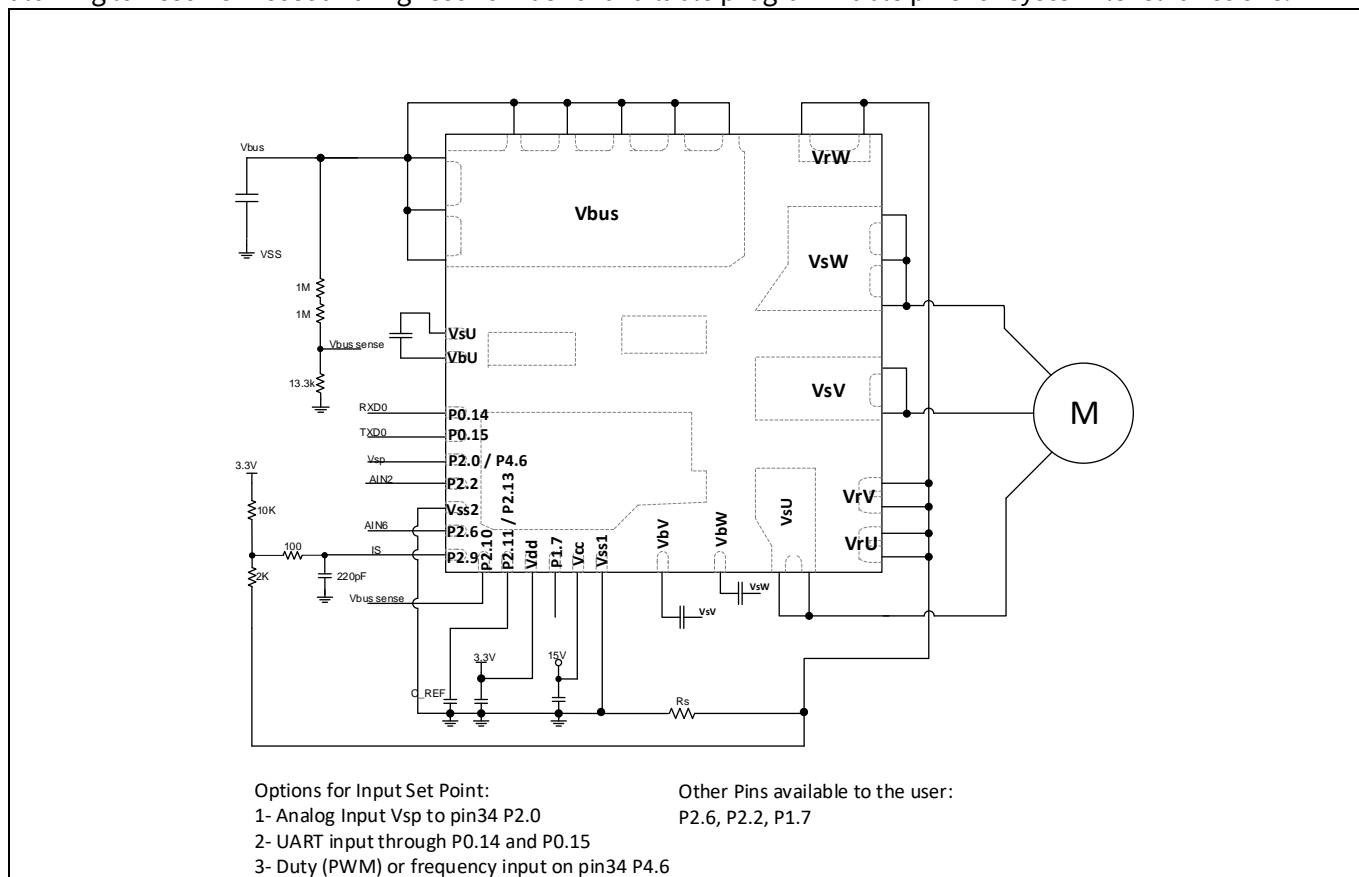 Vbus
VSS
1M
1M
Vbus sense
13.3k
RXD0
TXD0
Vsp
AIN2
3.3V
10K
AIN6
100
IS
2K
220pF
Vbus sense
C_REF
3.3V
15V
Rs
Vbus
VrW
VsW
VsV
VsU
VbU
P0.14
P0.15
P2.0 / P4.6
P2.2
Vss2
P2.6
P2.9
P2.10
P2.11 / P2.13
Vdd
P1.7
Vcc
Vss1
VbV
VbW
VsU
VrV
VrU
VsV
VsW
M
Options for Input Set Point:
1- Analog Input Vsp to pin34 P2.0
2- UART input through P0.14 and P0.15
3- Duty (PWM) or frequency input on pin34 P4.6
Other Pins available to the user:
P2.6, P2.2, P1.7